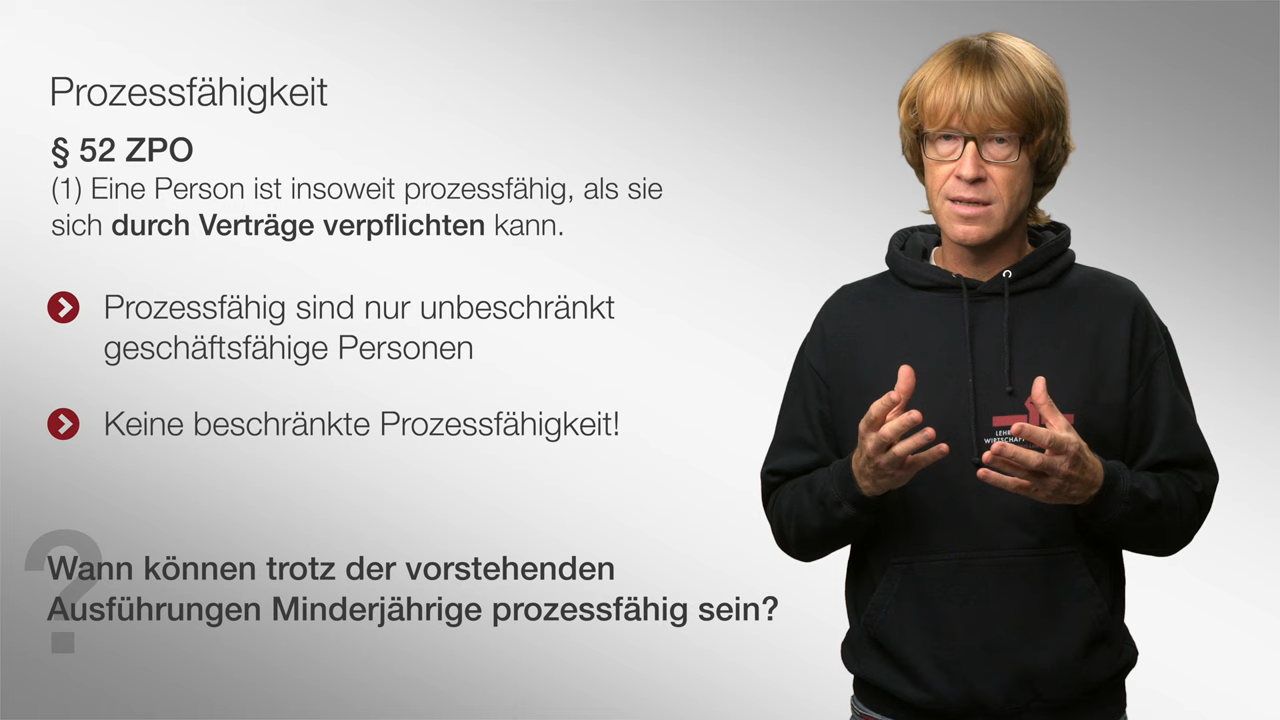 Prozessfähigkeit
§ 52 ZPO
(1) Eine Person ist insoweit prozessfähig, als sie
sich durch Verträge verpflichten kann.
Prozessfähig sind nur unbeschränkt
geschäftsfähige Personen
Keine beschränkte Prozessfähigkeit!
?
Wann können trotz der vorstehenden
Ausführungen Minderjährige prozessfähig sein?